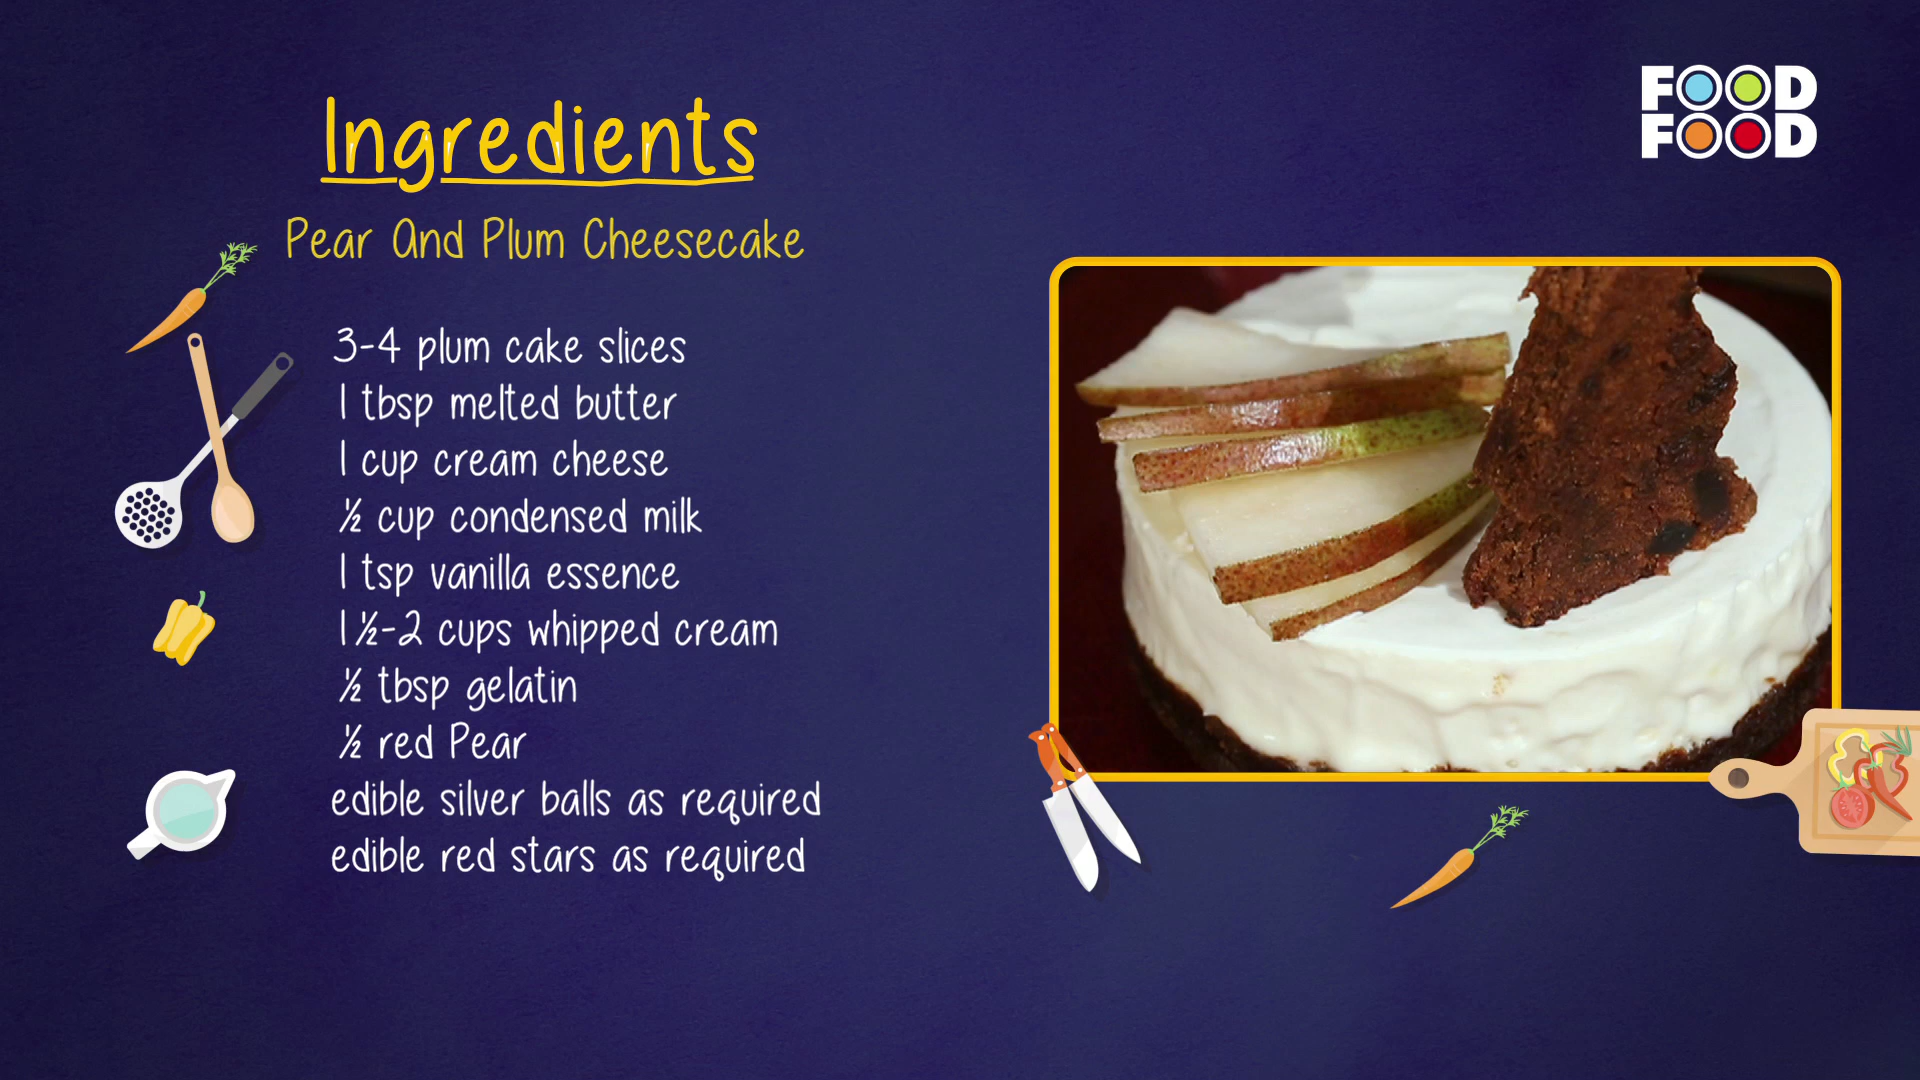 FOOD
FOOD
Ingredients
Pear And Plum Cheesecake
3-4 plum cake slices
1 tbsp melted butter
1 cup cream cheese
½ cup condensed milk
1 tsp vanilla essence
1 ½-2 cups whipped cream
½ tbsp gelatin
½ red Pear
edible silver balls as required
edible red stars as required